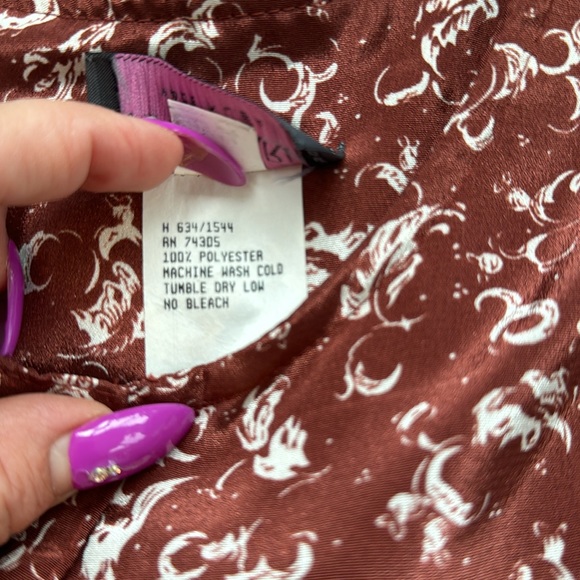 H 634/1544
RN 74305
100% POLYESTER
MACHINE WASH COLD
TUMBLE DRY LOW
NO BLEACH